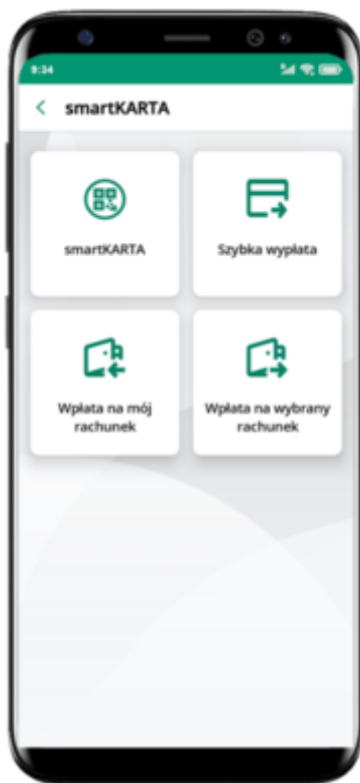 9:34
smartKARTA
smartKARTA
Szybka wypłata
Wpłata na mój
rachunek
Wpłata na wybrany
rachunek